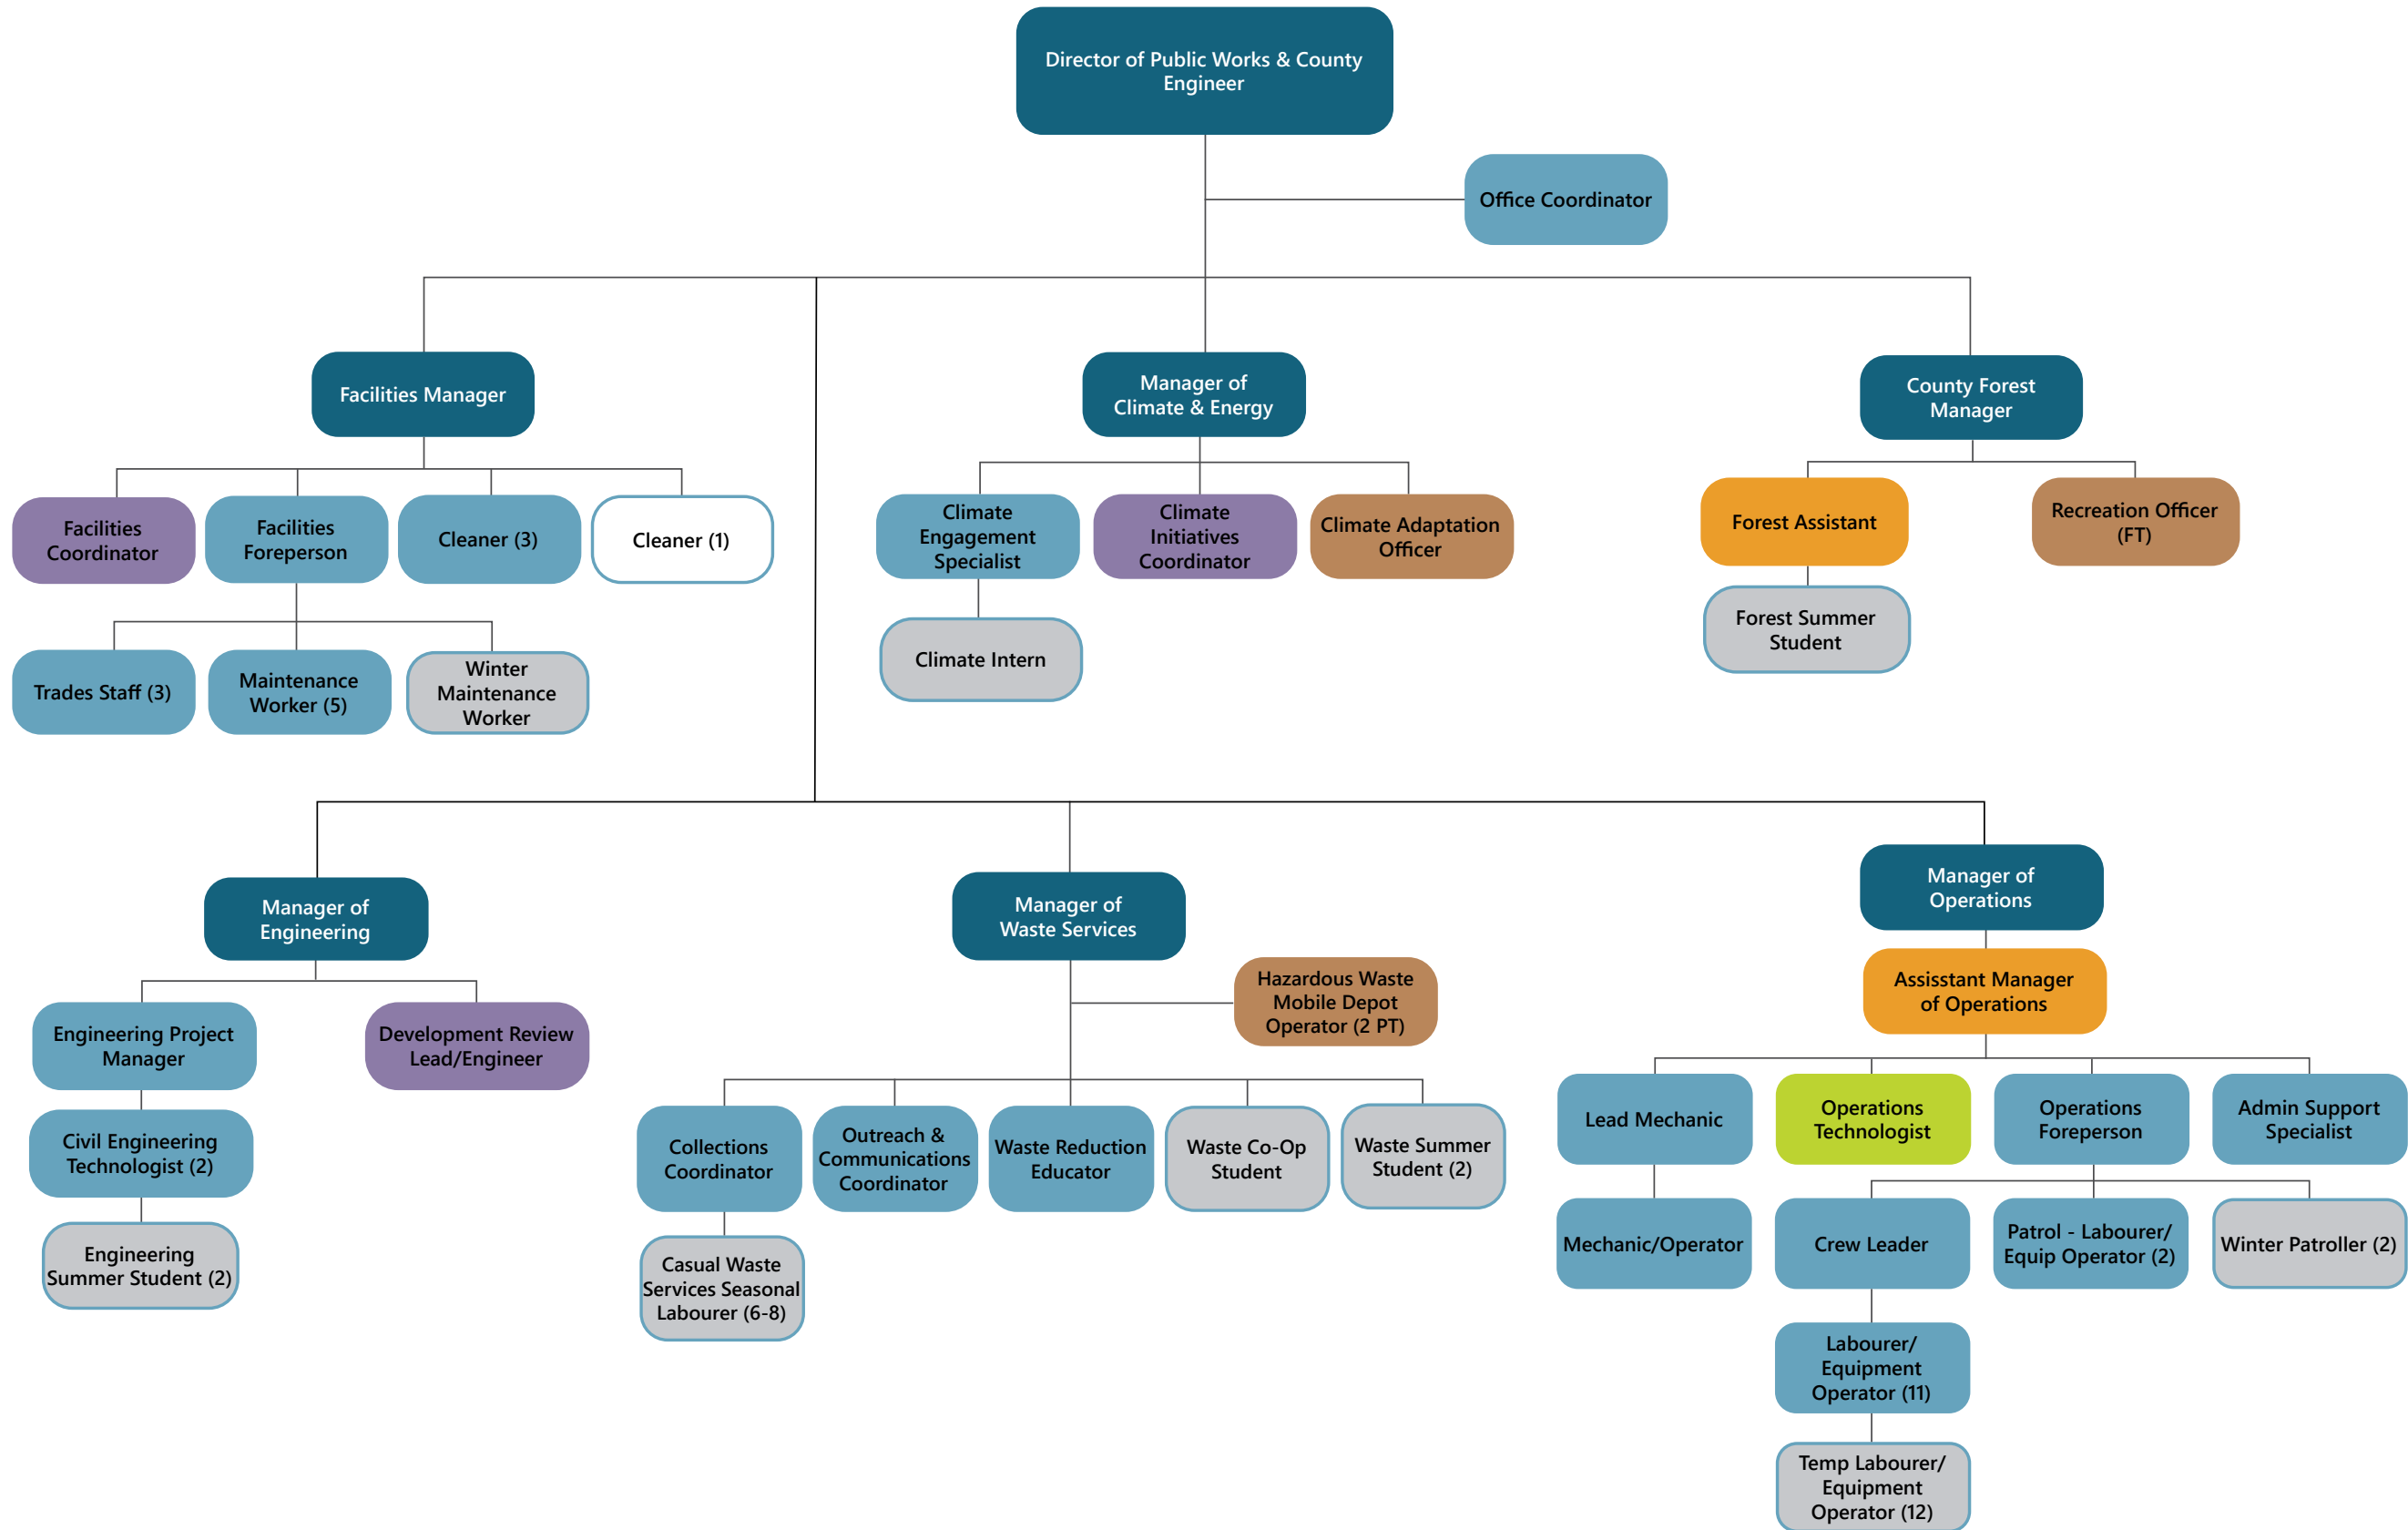 Director of Public Works & County
Engineer
Office Coordinator
Facilities Manager
Manager of
Climate & Energy
County Forest
Manager
Facilities
Coordinator
Facilities
Foreperson
Cleaner (3)
Cleaner (1)
Climate
Engagement
Specialist
Climate
Initiatives
Coordinator
Climate Adaptation
Officer
Forest Assistant
Recreation Officer
(FT)
Trades Staff (3)
Maintenance
Worker (5)
Winter
Maintenance
Worker
Climate Intern
Forest Summer
Student
Manager of
Engineering
Manager of
Waste Services
Manager of
Operations
Hazardous Waste
Mobile Depot
Operator (2 PT)
Assisstant Manager
of Operations
Engineering Project
Manager
Development Review
Lead/Engineer
Civil Engineering
Technologist (2)
Engineering
Summer Student (2)
Collections
Coordinator
Outreach &
Communications
Coordinator
Waste Reduction
Educator
Waste Co-Op
Student
Waste Summer
Student (2)
Casual Waste
Services Seasonal
Labourer (6-8)
Lead Mechanic
Operations
Technologist
Operations
Foreperson
Admin Support
Specialist
Mechanic/Operator
Crew Leader
Patrol - Labourer/
Equip Operator (2)
Winter Patroller (2)
Labourer/
Equipment
Operator (11)
Temp Labourer/
Equipment
Operator (12)